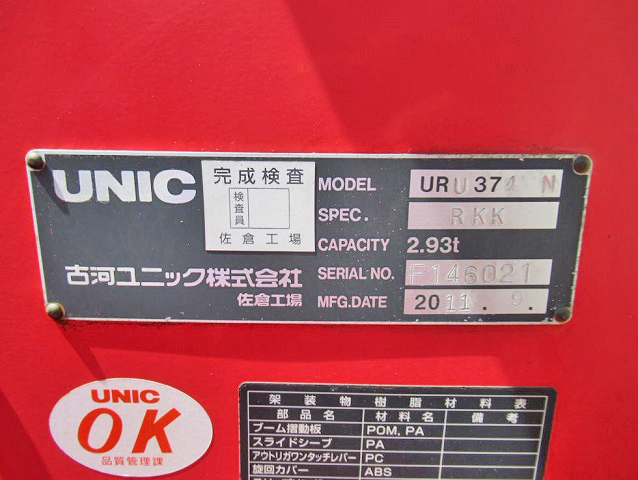 UNIC
完成検査
検査員
佐倉工場
古河ユニック株式会社
佐倉工場
MODEL URU374 N
SPEC. RKK
CAPACITY 2.93t
SERIAL NO. E146021
MFG.DATE 2011. 9.
UNIC
OK
品質管理課
架装物樹脂材料表
部品名 材料名 備考
ブーム摺動板 POM, PA
スライドシーブ PA
アウトリガワンタッチレバー PC
旋回カバー ABS